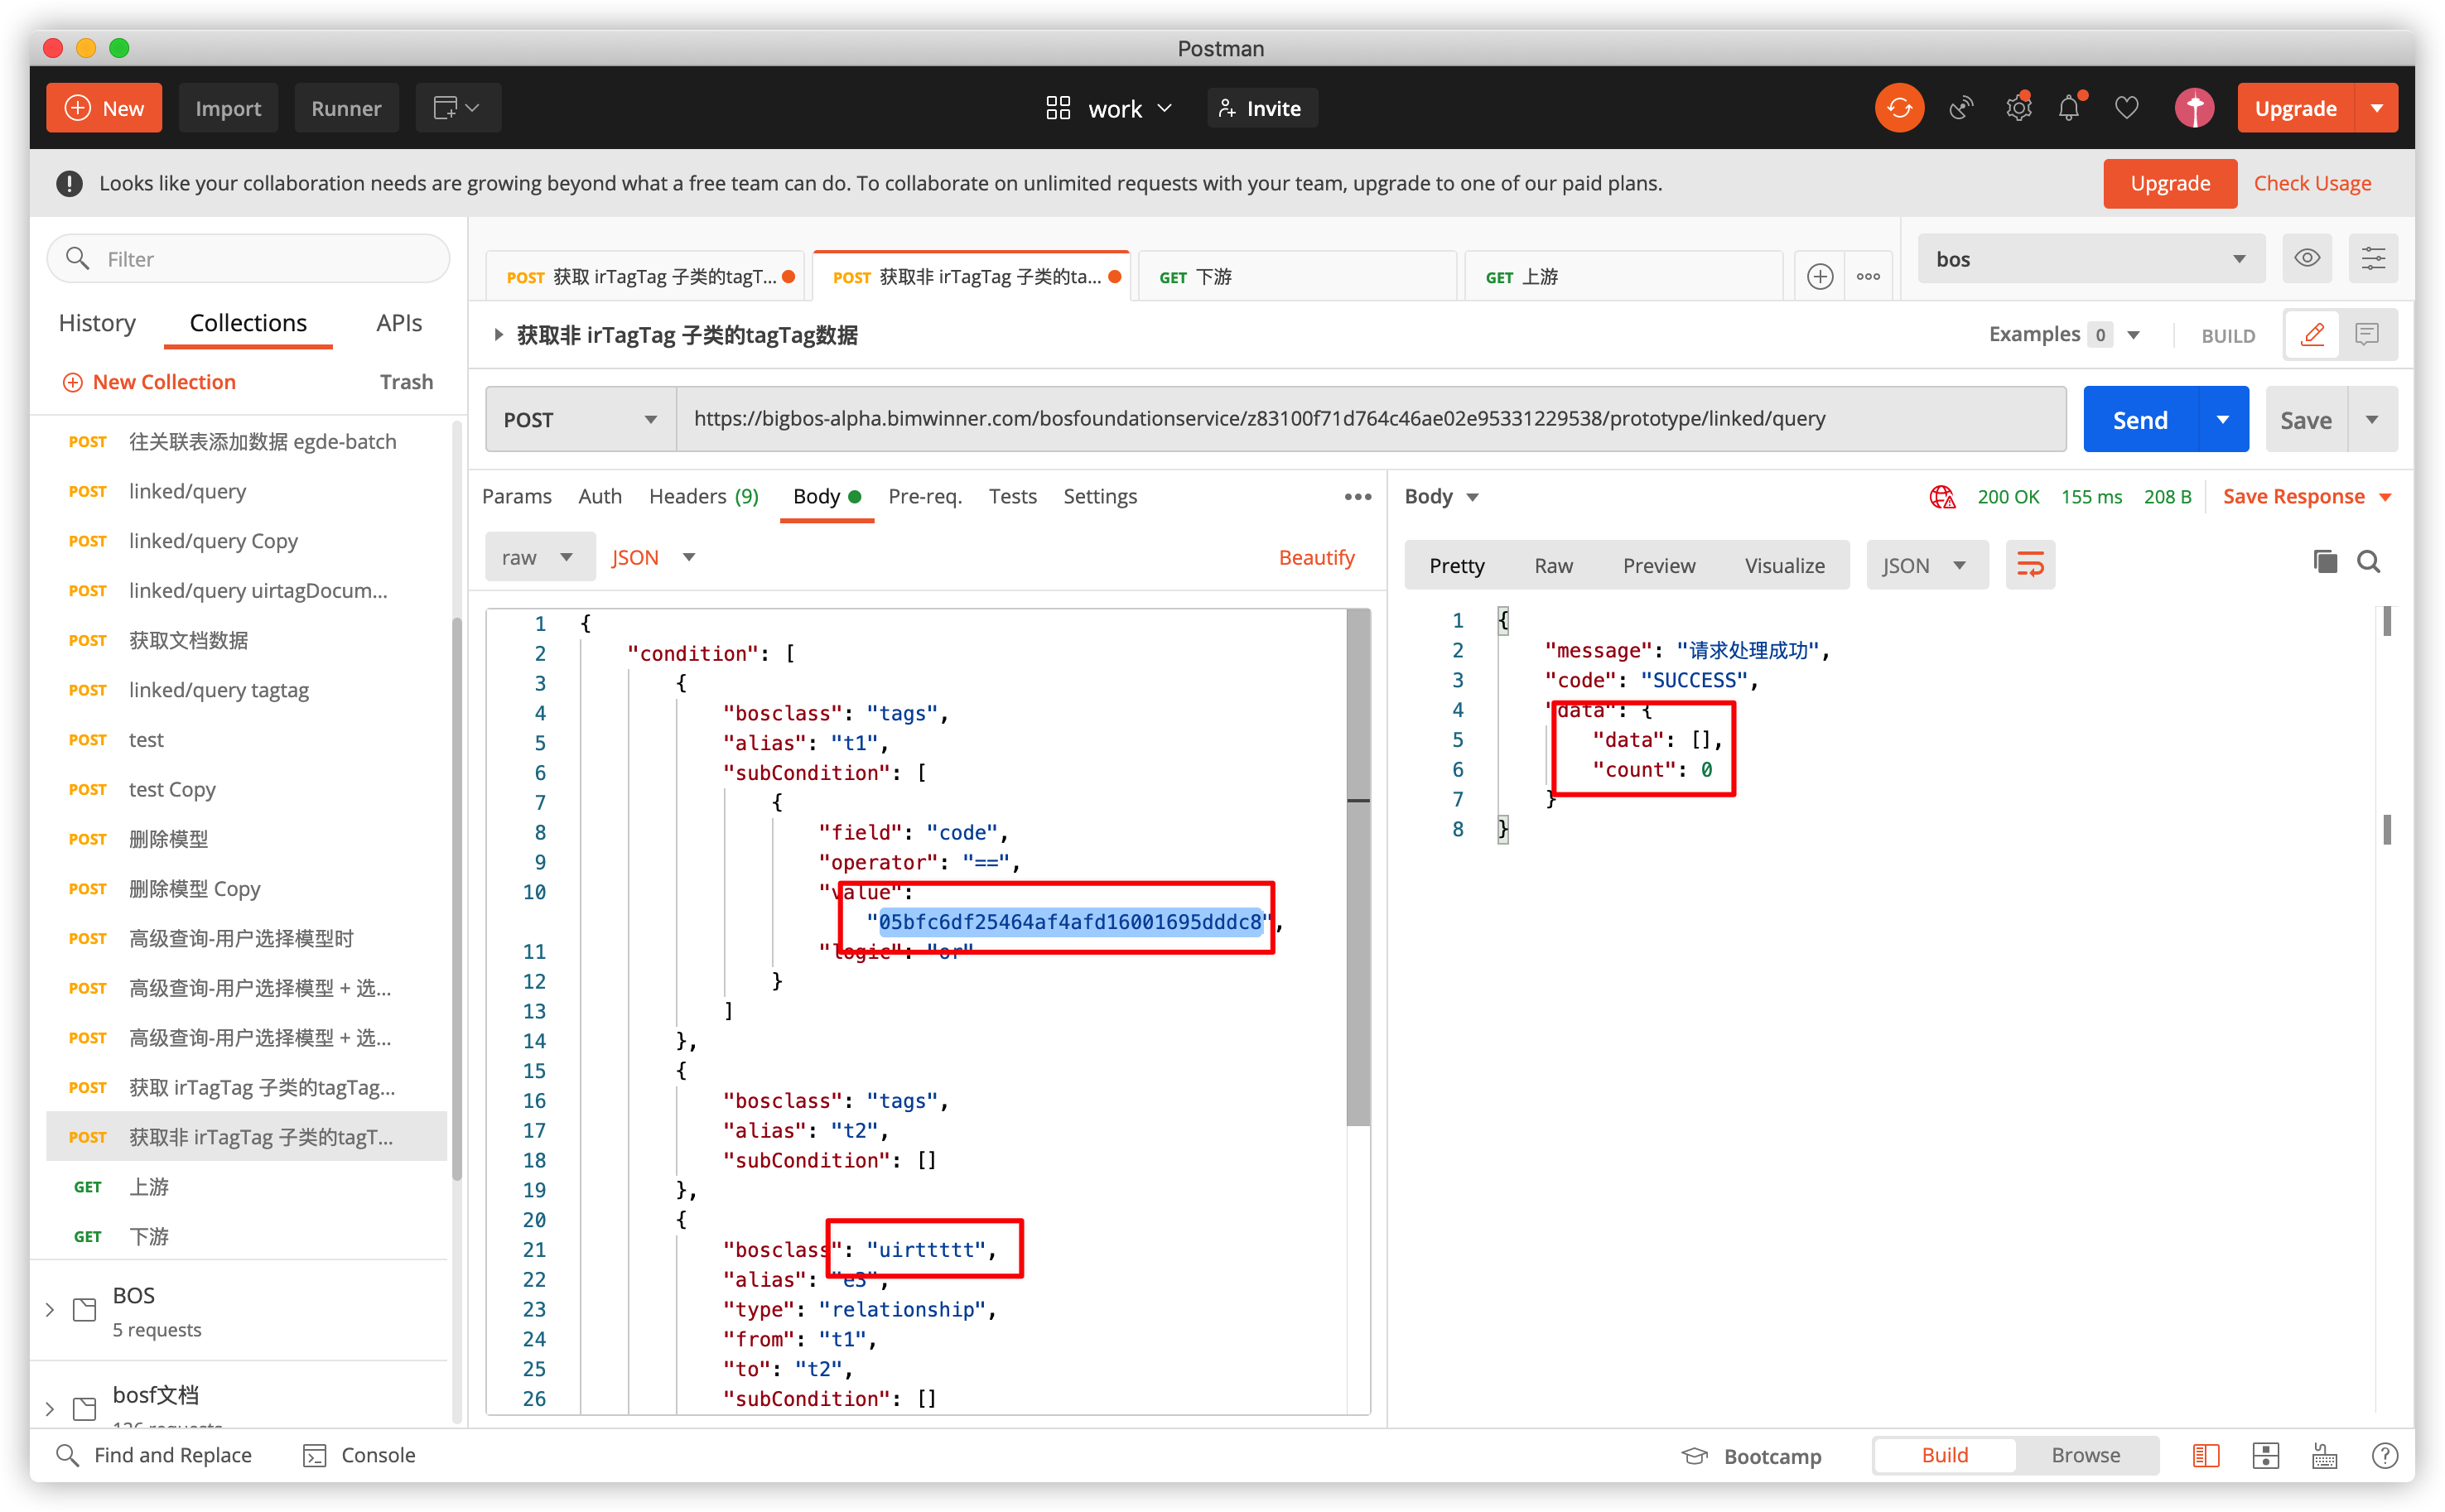 Postman
New
Import
Runner
work
Invite
Upgrade
Looks like your collaboration needs are growing beyond what a free team can do. To collaborate on unlimited requests with your team, upgrade to one of our paid plans.
Upgrade
Check Usage
Filter
History
Collections
APIs
New Collection
Trash
POST 往关联表添加数据 egde-batch
POST linked/query
POST linked/query Copy
POST linked/query uirtagDocum...
POST 获取文档数据
POST linked/query tagtag
POST test
POST test Copy
POST 删除模型
POST 删除模型 Copy
POST 高级查询-用户选择模型时
POST 高级查询-用户选择模型 + 选...
POST 高级查询-用户选择模型 + 选...
POST 获取 irTagTag 子类的tagTag...
POST 获取非 irTagTag 子类的tagT...
GET 上游
GET 下游
BOS
5 requests
bosf文档
POST 获取 irTagTag 子类的tagT...
POST 获取非 irTagTag 子类的ta...
GET 下游
GET 上游
bos
获取非 irTagTag 子类的tagTag数据
Examples 0
BUILD
POST
https://bigbos-alpha.bimwinner.com/bosfoundationservice/z83100f71d764c46ae02e95331229538/prototype/linked/query
Send
Save
Params
Auth
Headers (9)
Body
Pre-req.
Tests
Settings
raw
JSON
Beautify
1 {
2 "condition": [
3 {
4 "bosclass": "tags",
5 "alias": "t1",
6 "subCondition": [
7 {
8 "field": "code",
9 "operator": "==",
10 "value":
"05bfc6df25464af4afd16001695dddc8",
11 "logic": "or"
12 }
13 ]
14 },
15 {
16 "bosclass": "tags",
17 "alias": "t2",
18 "subCondition": []
19 },
20 {
21 "bosclass": "uirttttt",
22 "alias": "e3",
23 "type": "relationship",
24 "from": "t1",
25 "to": "t2",
26 "subCondition": []
Body
200 OK
155 ms
208 B
Save Response
Pretty
Raw
Preview
Visualize
JSON
1 {
2 "message": "请求处理成功",
3 "code": "SUCCESS",
4 "data": {
5 "data": [],
6 "count": 0
7 }
8 }
Find and Replace
Console
Bootcamp
Build
Browse